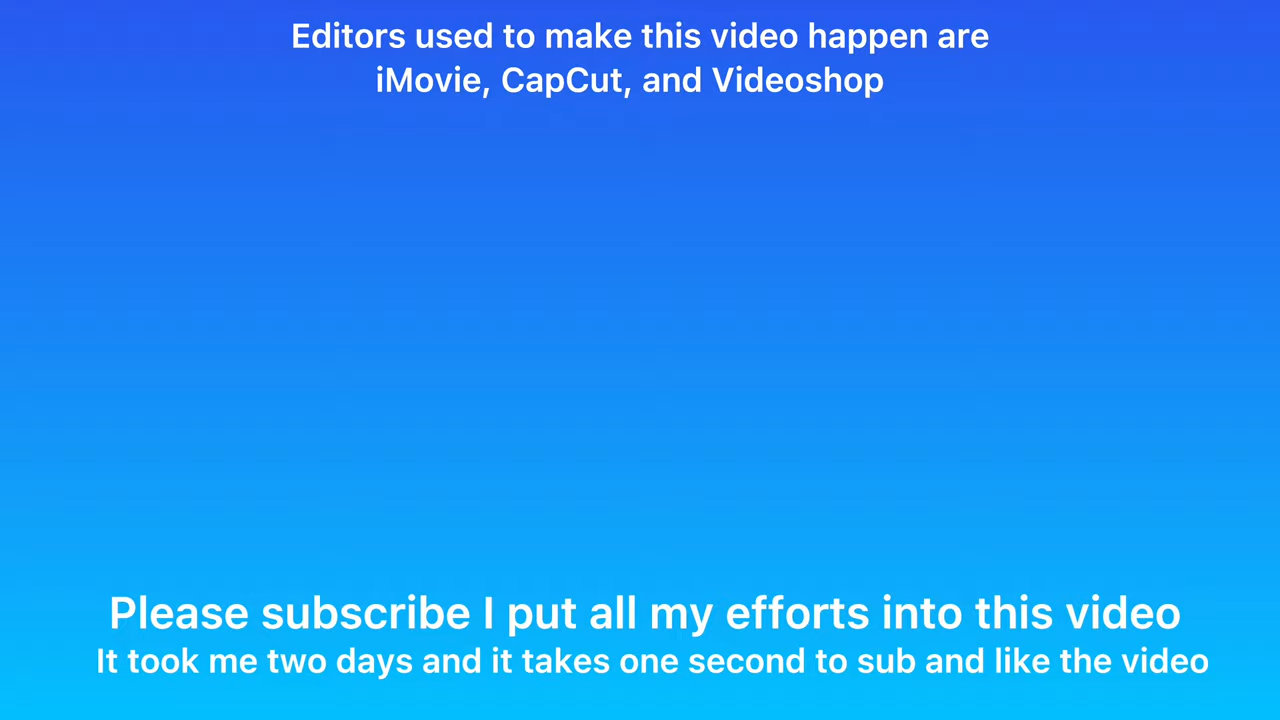 Editors used to make this video happen are
iMovie, CapCut, and Videoshop
Please subscribe I put all my efforts into this video
It took me two days and it takes one second to sub and like the video